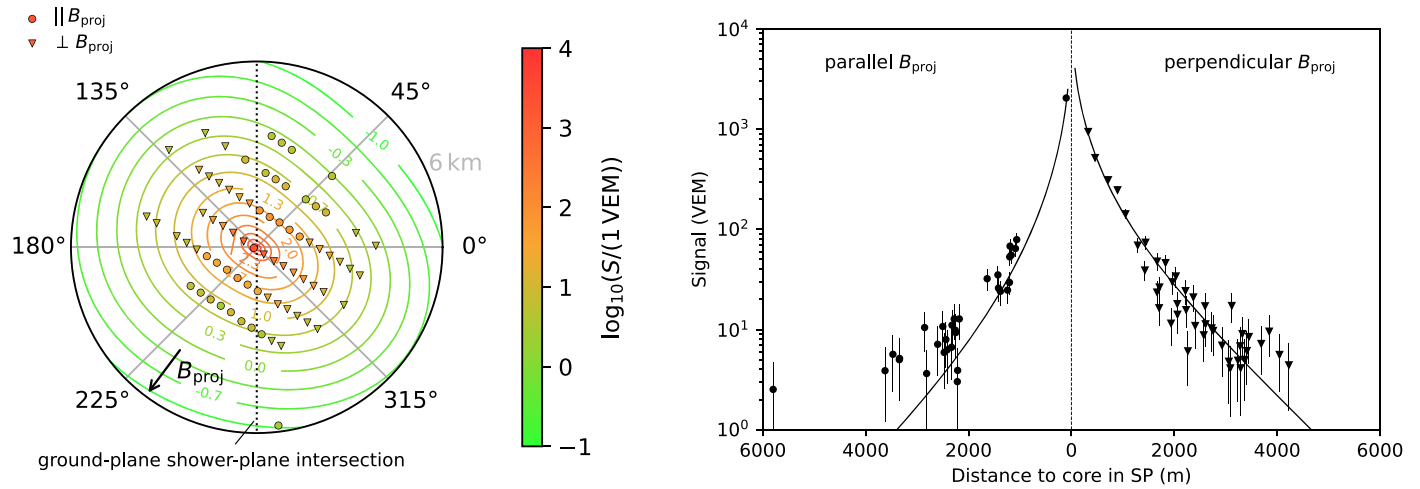 || B_proj
⊥ B_proj
135°
45°
180°
0°
225°
315°
6 km
-1.0
-0.3
1.3
2.0
1.0
0.3
0.0
-0.7
B_proj
ground-plane shower-plane intersection
4
3
2
1
0
−1
log₁₀(S/(1 VEM))
parallel B_proj
perpendicular B_proj
10⁴
10³
10²
10¹
10⁰
Signal (VEM)
6000 4000 2000 0 2000 4000 6000
Distance to core in SP (m)